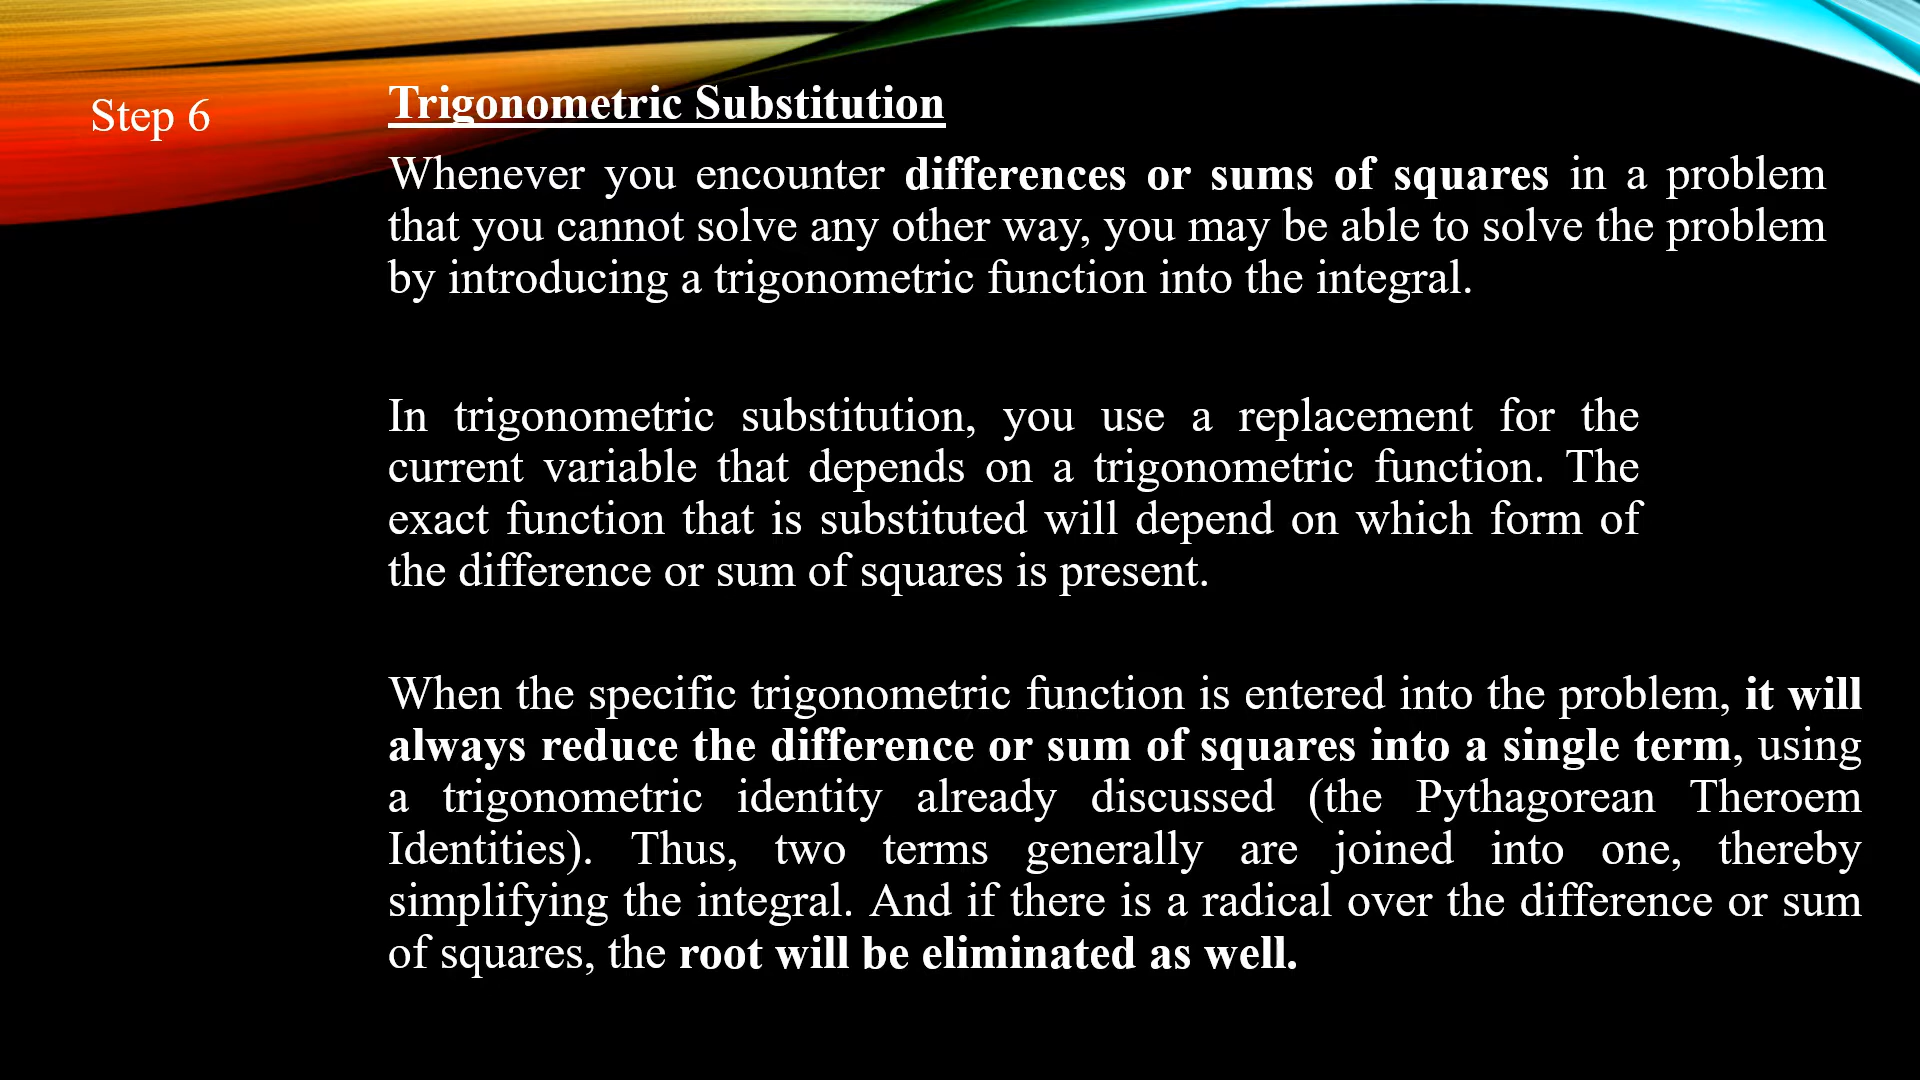 Step 6
Trigonometric Substitution
Whenever you encounter differences or sums of squares in a problem
that you cannot solve any other way, you may be able to solve the problem
by introducing a trigonometric function into the integral.
In trigonometric substitution, you use a replacement for the
current variable that depends on a trigonometric function. The
exact function that is substituted will depend on which form of
the difference or sum of squares is present.
When the specific trigonometric function is entered into the problem, it will
always reduce the difference or sum of squares into a single term, using
a trigonometric identity already discussed (the Pythagorean Theroem
Identities). Thus, two terms generally are joined into one, thereby
simplifying the integral. And if there is a radical over the difference or sum
of squares, the root will be eliminated as well.